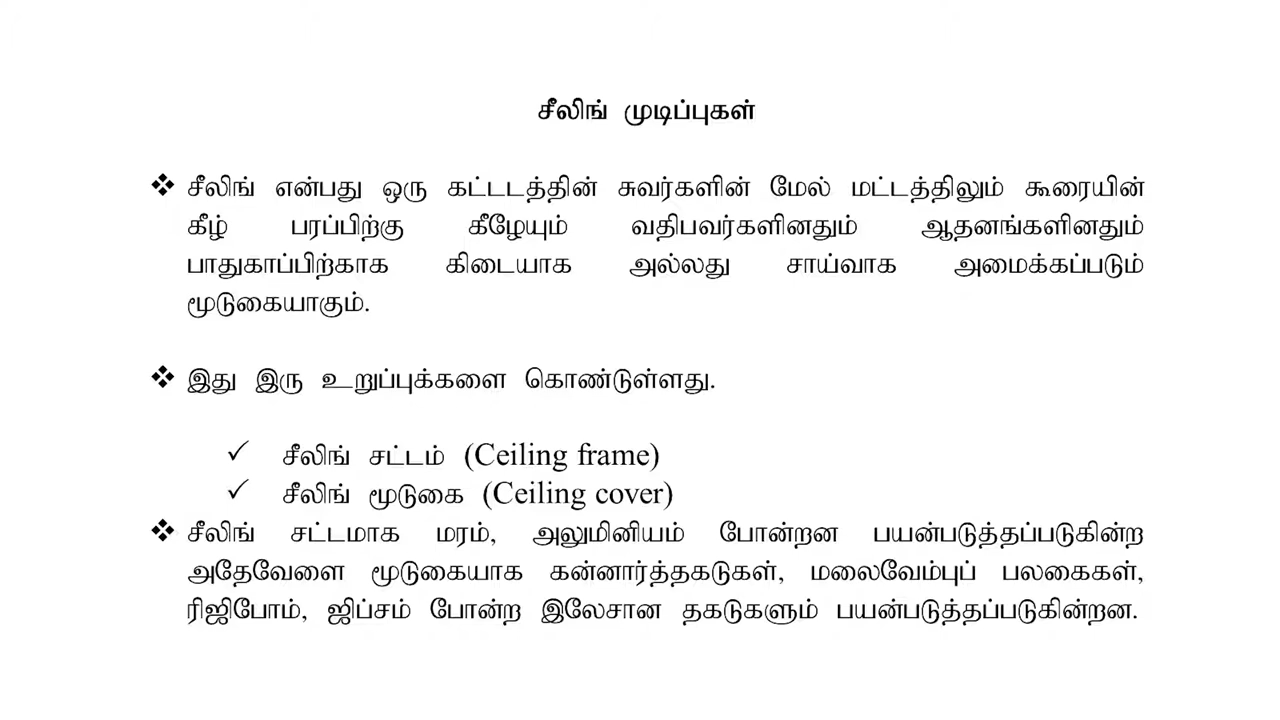 சீலிங் முடிப்புகள்
❖ சீலிங் என்பது ஒரு கட்டடத்தின் சுவர்களின் மேல் மட்டத்திலும் கூரையின்
கீழ் பரப்பிற்கு கீழேயும் வதிபவர்களினதும் ஆதனங்களினதும்
பாதுகாப்பிற்காக கிடையாக அல்லது சாய்வாக அமைக்கப்படும்
மூடுகையாகும்.
❖ இது இரு உறுப்புக்களை கொண்டுள்ளது.
✓ சீலிங் சட்டம் (Ceiling frame)
✓ சீலிங் மூடுகை (Ceiling cover)
❖ சீலிங் சட்டமாக மரம், அலுமினியம் போன்றன பயன்படுத்தப்படுகின்ற
அதேவேளை மூடுகையாக கன்னார்த்தகடுகள், மலைவேம்புப் பலகைகள்,
ரிஜிபோம், ஜிப்சம் போன்ற இலேசான தகடுகளும் பயன்படுத்தப்படுகின்றன.